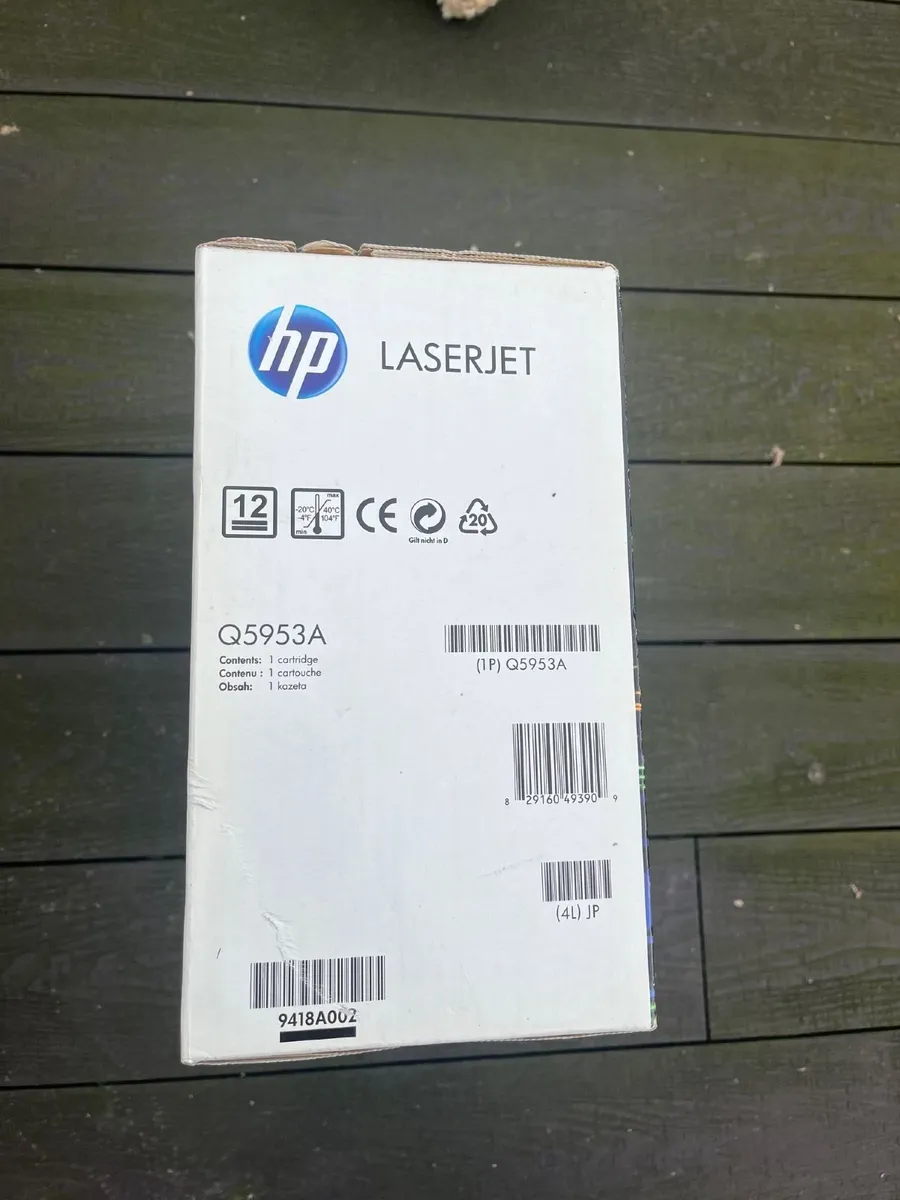 hp LASERJET
12
max
-20°C 40°C
-4°F 104°F
min
CE
20
Gilt nicht in D
Q5953A
Contents: 1 cartridge
Contenu : 1 cartouche
Obsah: 1 kazeta
(1P) Q5953A
8 29160 49390 9
(4L) JP
9418A002